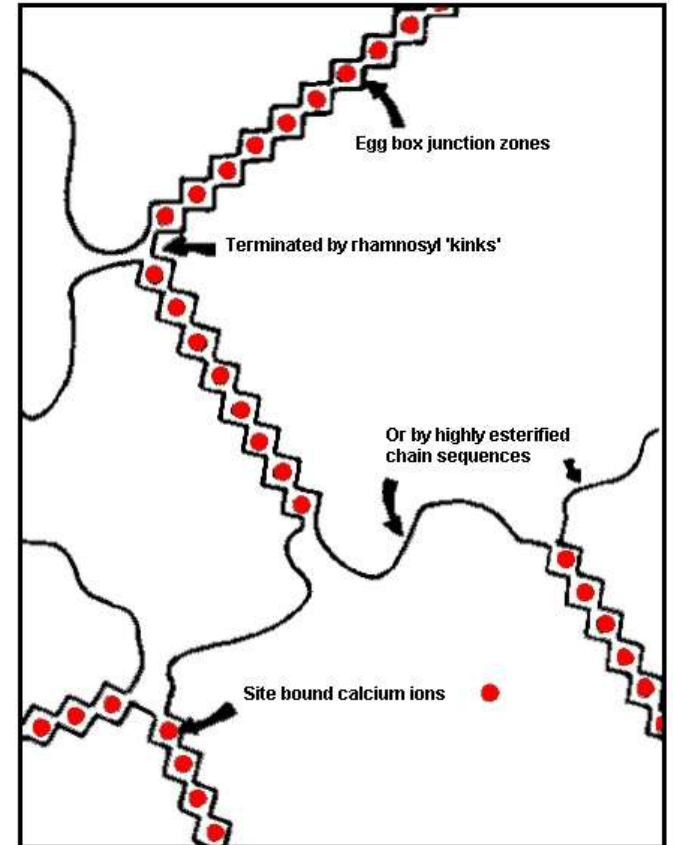 Egg box junction zones
Terminated by rhamnosyl 'kinks'
Or by highly esterified
chain sequences
Site bound calcium ions